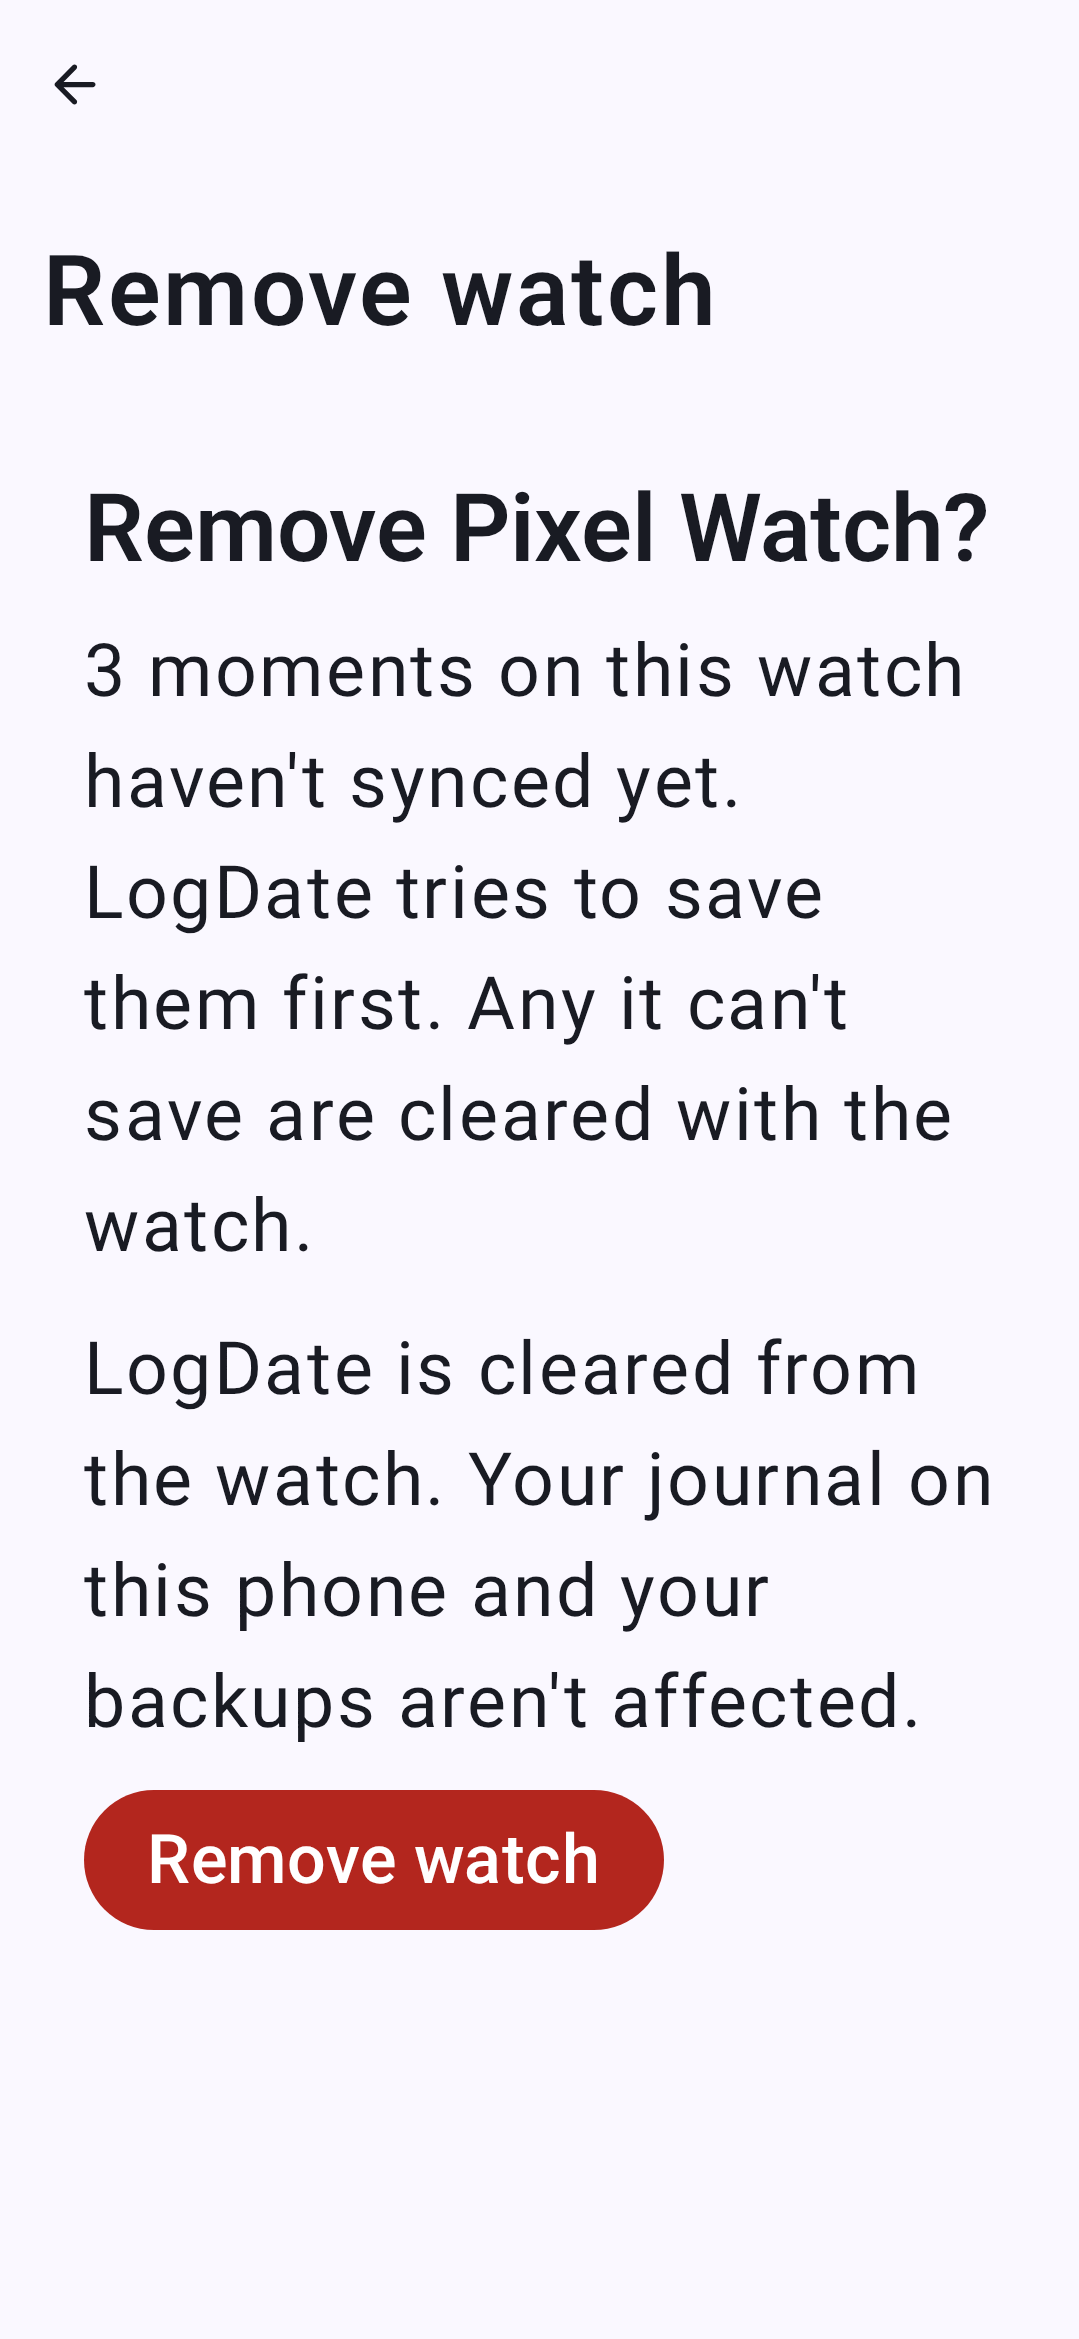 Remove watch
Remove Pixel Watch?
3 moments on this watch
haven't synced yet.
LogDate tries to save
them first. Any it can't
save are cleared with the
watch.
LogDate is cleared from
the watch. Your journal on
this phone and your
backups aren't affected.
Remove watch